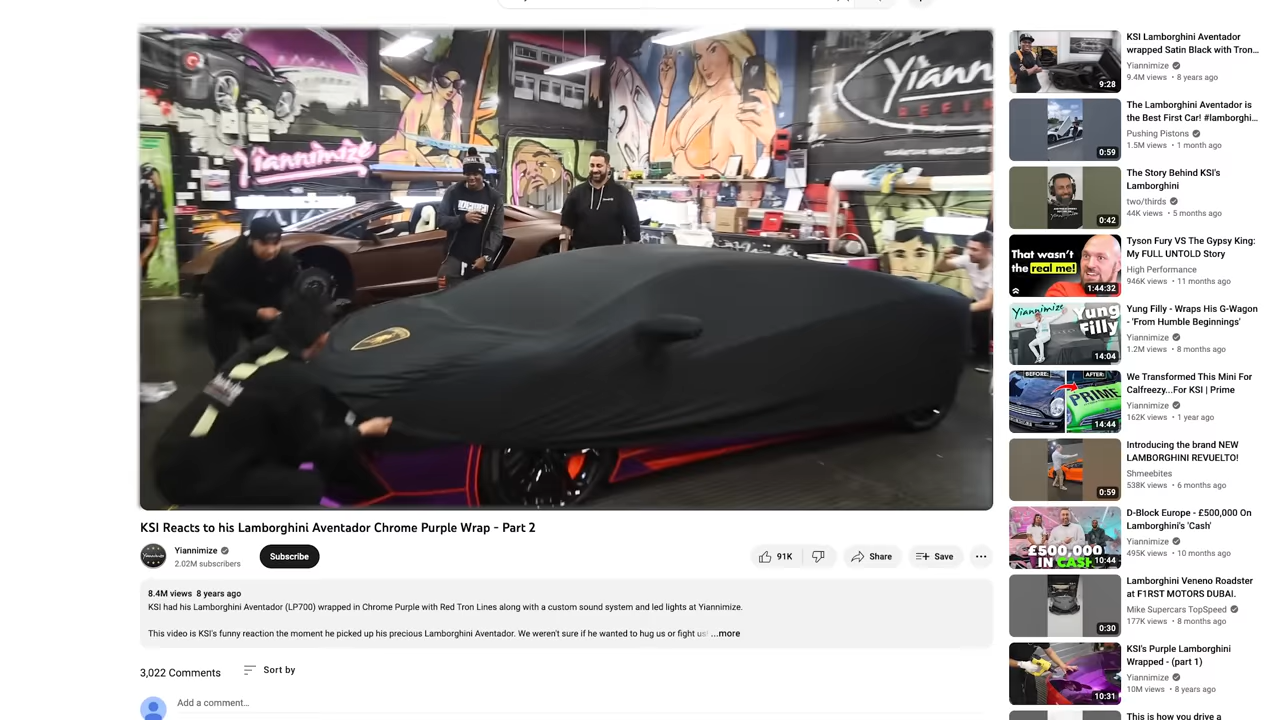 Yiannimize
Yiann
KSI Reacts to his Lamborghini Aventador Chrome Purple Wrap - Part 2
Yiannimize
2.02M subscribers
Subscribe
91K
Share
Save
8.4M views 8 years ago
KSI had his Lamborghini Aventador (LP700) wrapped in Chrome Purple with Red Tron Lines along with a custom sound system and led lights at Yiannimize.
This video is KSI's funny reaction the moment he picked up his precious Lamborghini Aventador. We weren't sure if he wanted to hug us or fight us! ...more
3,022 Comments
Sort by
Add a comment...
KSI Lamborghini Aventador
wrapped Satin Black with Tron...
Yiannimize
9.4M views • 8 years ago
9:28
The Lamborghini Aventador is
the Best First Car! #lamborghi...
Pushing Pistons
1.5M views • 1 month ago
0:59
The Story Behind KSI's
Lamborghini
two/thirds
44K views • 5 months ago
0:42
That wasn't
the real me!
1:44:32
Tyson Fury VS The Gypsy King:
My FULL UNTOLD Story
High Performance
946K views • 11 months ago
Yiannimize
Yung
Filly
14:04
Yung Filly - Wraps His G-Wagon
- 'From Humble Beginnings'
Yiannimize
1.2M views • 8 months ago
BEFORE:
AFTER:
PRIME
14:44
We Transformed This Mini For
Calfreezy...For KSI | Prime
Yiannimize
162K views • 1 year ago
0:59
Introducing the brand NEW
LAMBORGHINI REVUELTO!
Shmeebites
538K views • 6 months ago
£500,000
IN CASH
10:44
D-Block Europe - £500,000 On
Lamborghini's 'Cash'
Yiannimize
495K views • 10 months ago
0:30
Lamborghini Veneno Roadster
at F1RST MOTORS DUBAI.
Mike Supercars TopSpeed
177K views • 8 months ago
10:31
KSI's Purple Lamborghini
Wrapped - (part 1)
Yiannimize
10M views • 8 years ago
This is how you drive a